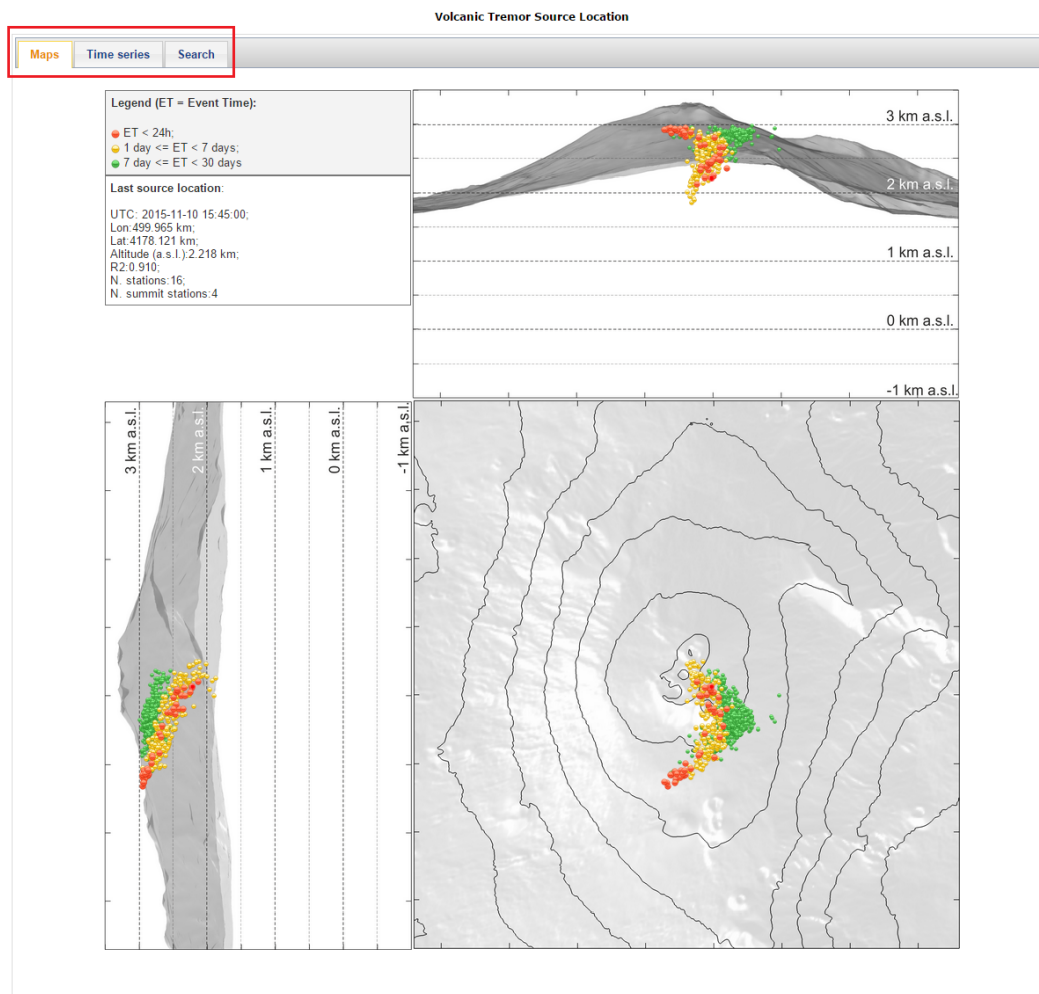 Volcanic Tremor Source Location
Maps Time series Search
Legend (ET = Event Time):
ET < 24h;
1 day <= ET < 7 days;
7 day <= ET < 30 days
Last source location:
UTC: 2015-11-10 15:45:00;
Lon:499.965 km;
Lat:4178.121 km;
Altitude (a.s.l.):2.218 km;
R2:0.910;
N. stations:16;
N. summit stations:4
3 km a.s.l.
2 km a.s.l.
1 km a.s.l.
0 km a.s.l.
-1 km a.s.l.
3 km a.s.l.
2 km a.s.l.
1 km a.s.l.
0 km a.s.l.
-1 km a.s.l.